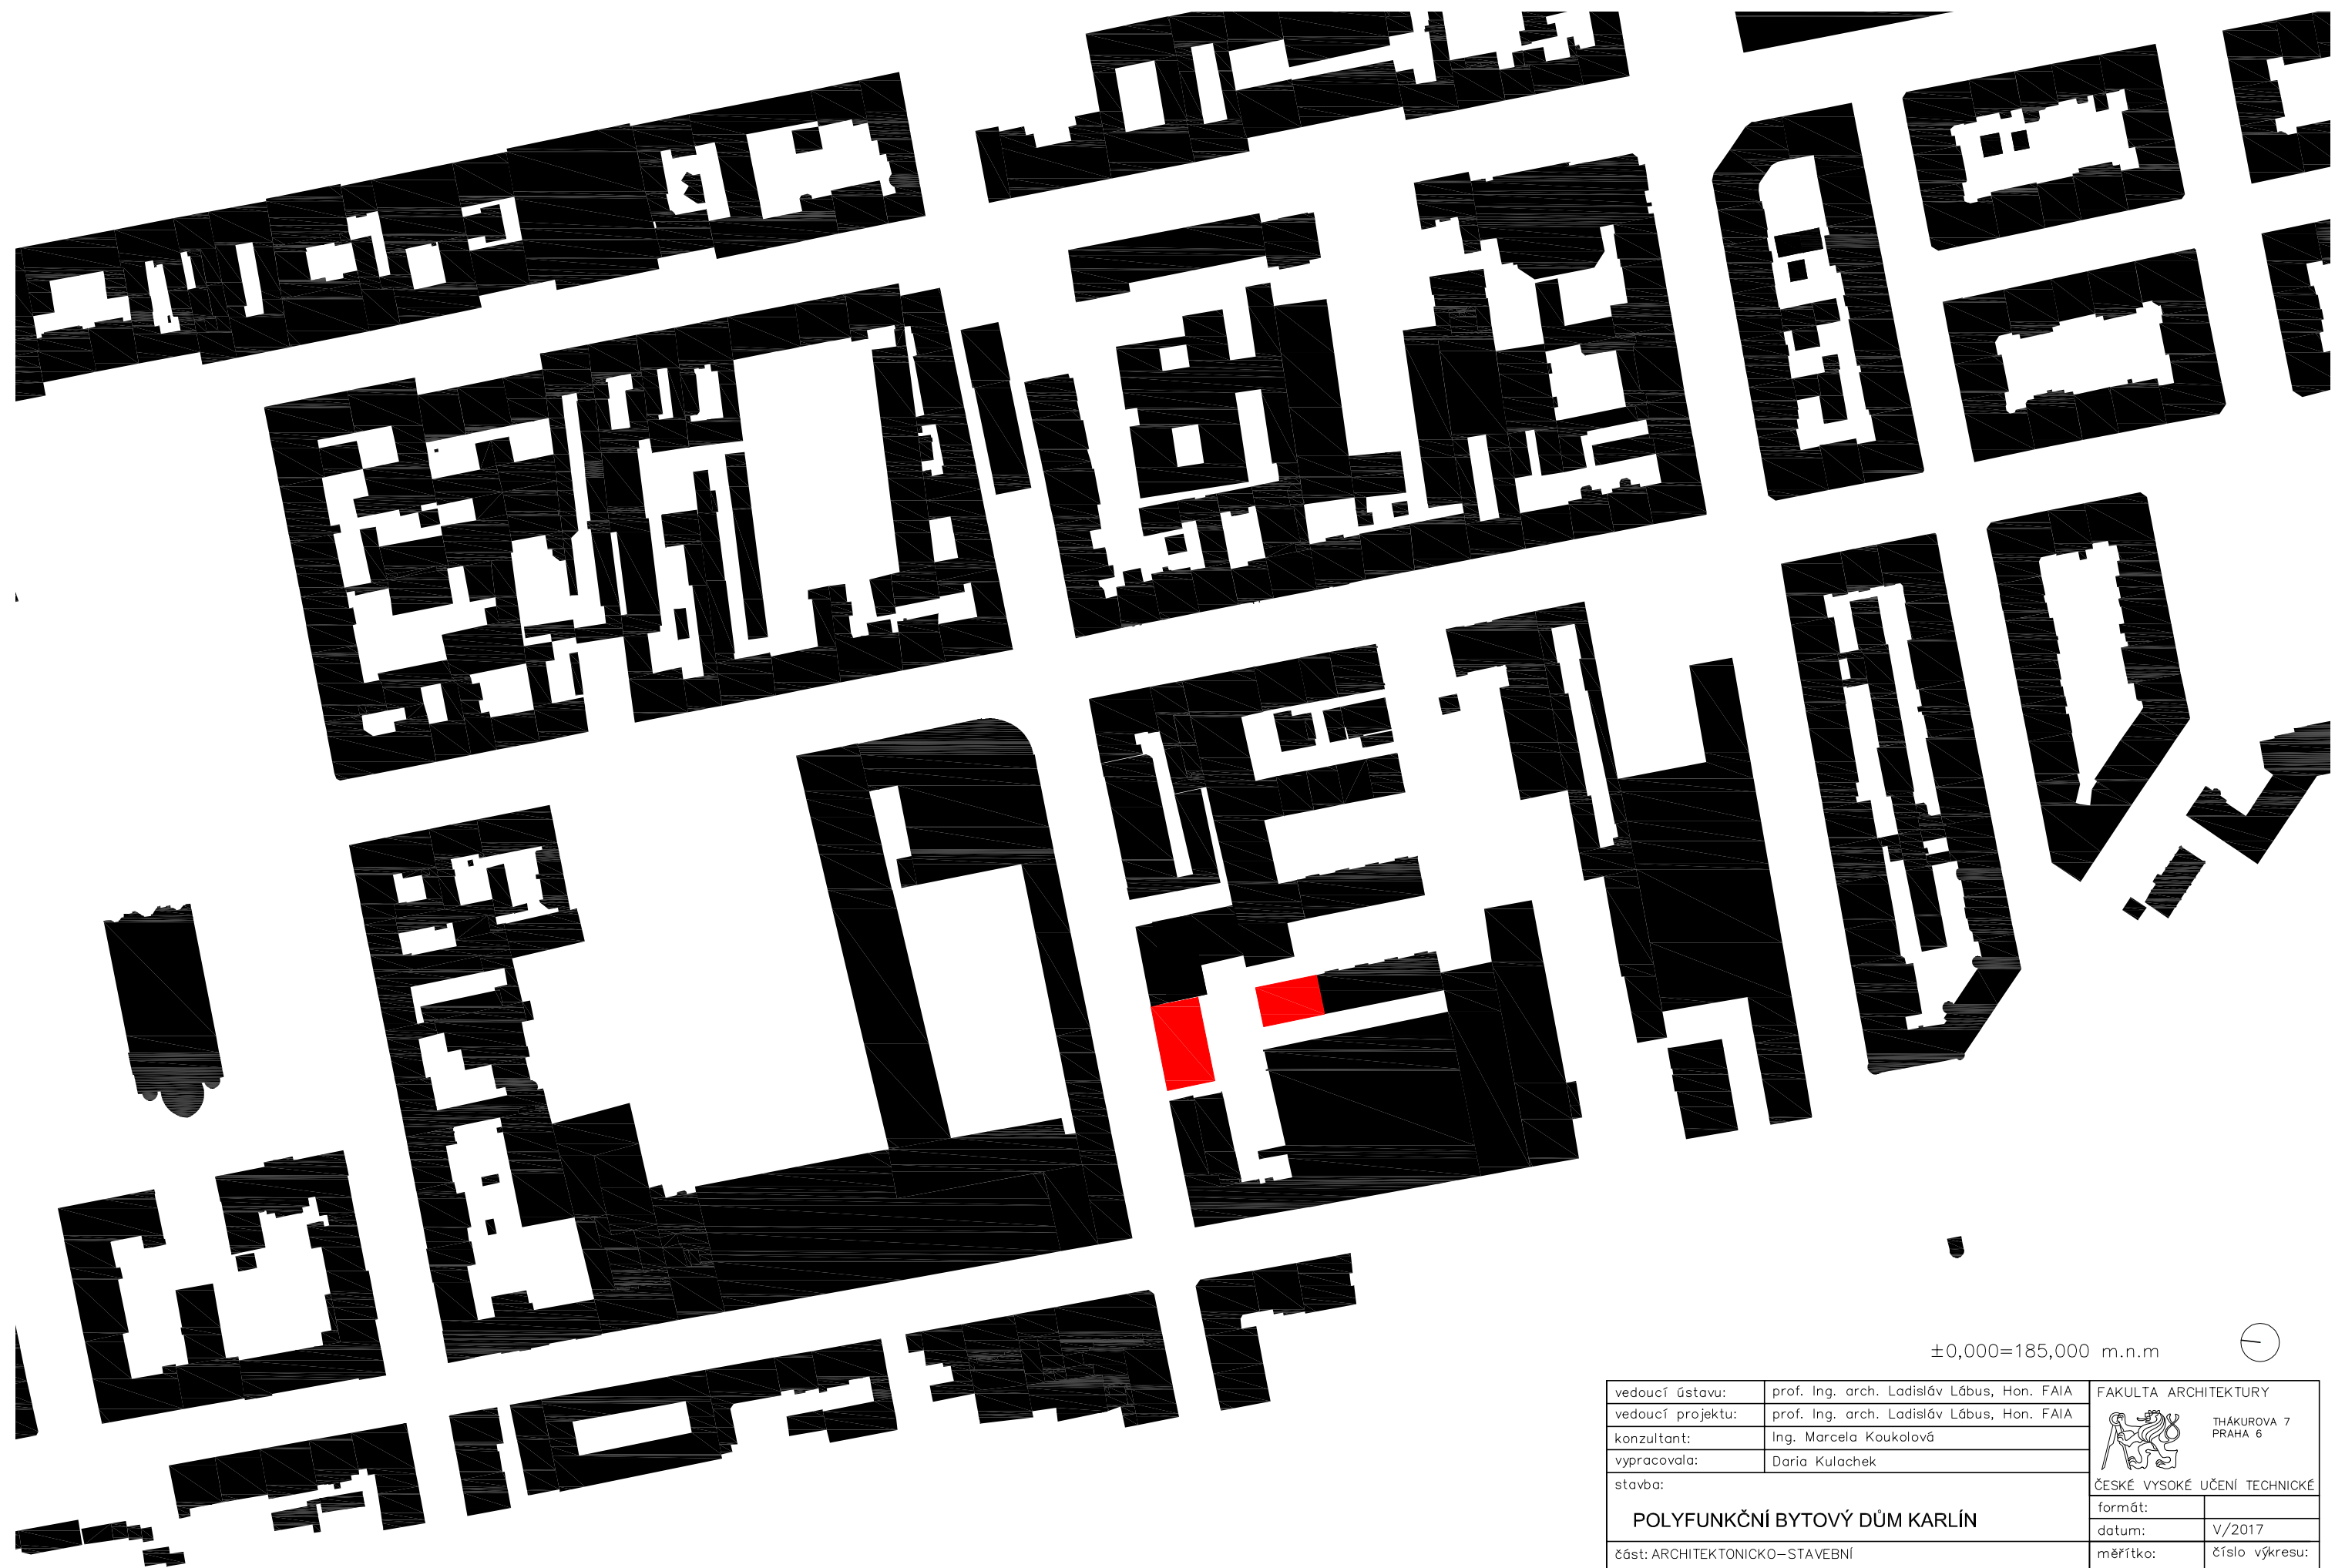 ±0,000=185,000 m.n.m
vedoucí ústavu: prof. Ing. arch. Ladisláv Lábus, Hon. FAIA
vedoucí projektu: prof. Ing. arch. Ladisláv Lábus, Hon. FAIA
konzultant: Ing. Marcela Koukolová
vypracovala: Daria Kulachek
stavba:
POLYFUNKČNÍ BYTOVÝ DŮM KARLÍN
část: ARCHITEKTONICKO-STAVEBNÍ
FAKULTA ARCHITEKTURY
THÁKUROVA 7
PRAHA 6
ČESKÉ VYSOKÉ UČENÍ TECHNICKÉ
formát:
datum: V/2017
měřítko: číslo výkresu: